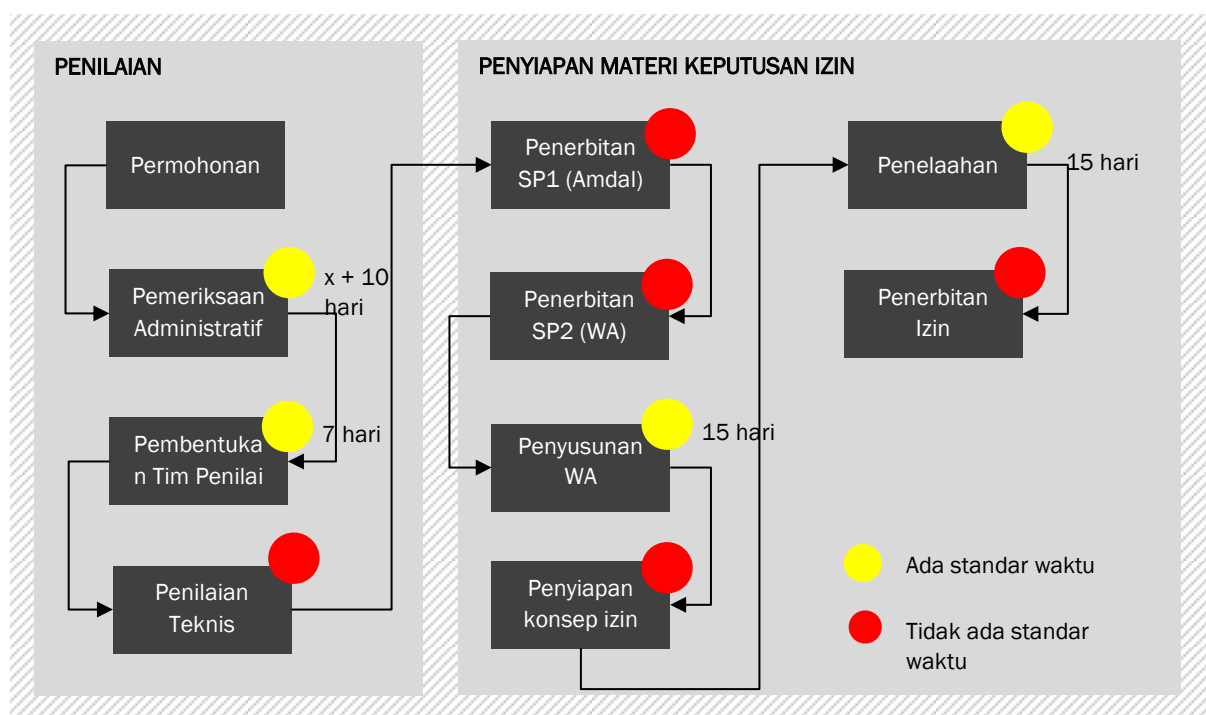 PENILAIAN
Permohonan
Pemeriksaan
Administratif
x + 10
hari
Pembentuka
n Tim Penilai
7 hari
Penilaian
Teknis
PENYIAPAN MATERI KEPUTUSAN IZIN
Penerbitan
SP1 (Amdal)
Penerbitan
SP2 (WA)
Penyusunan
WA
15 hari
Penyiapan
konsep izin
Penelaahan
15 hari
Penerbitan
Izin
Ada standar waktu
Tidak ada standar
waktu